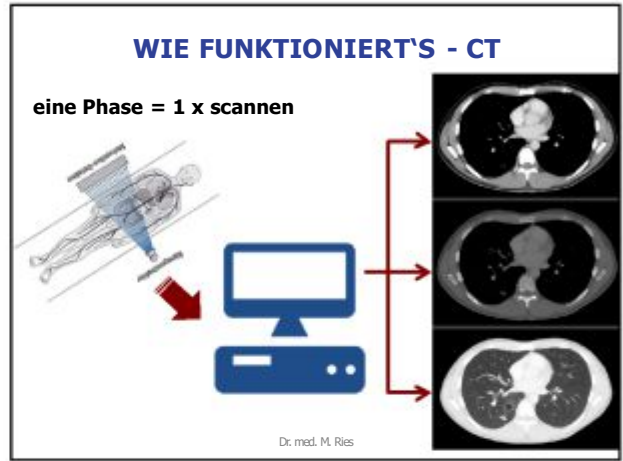 WIE FUNKTIONIERT‘S - CT
eine Phase = 1 x scannen
Dr. med. M. Ries